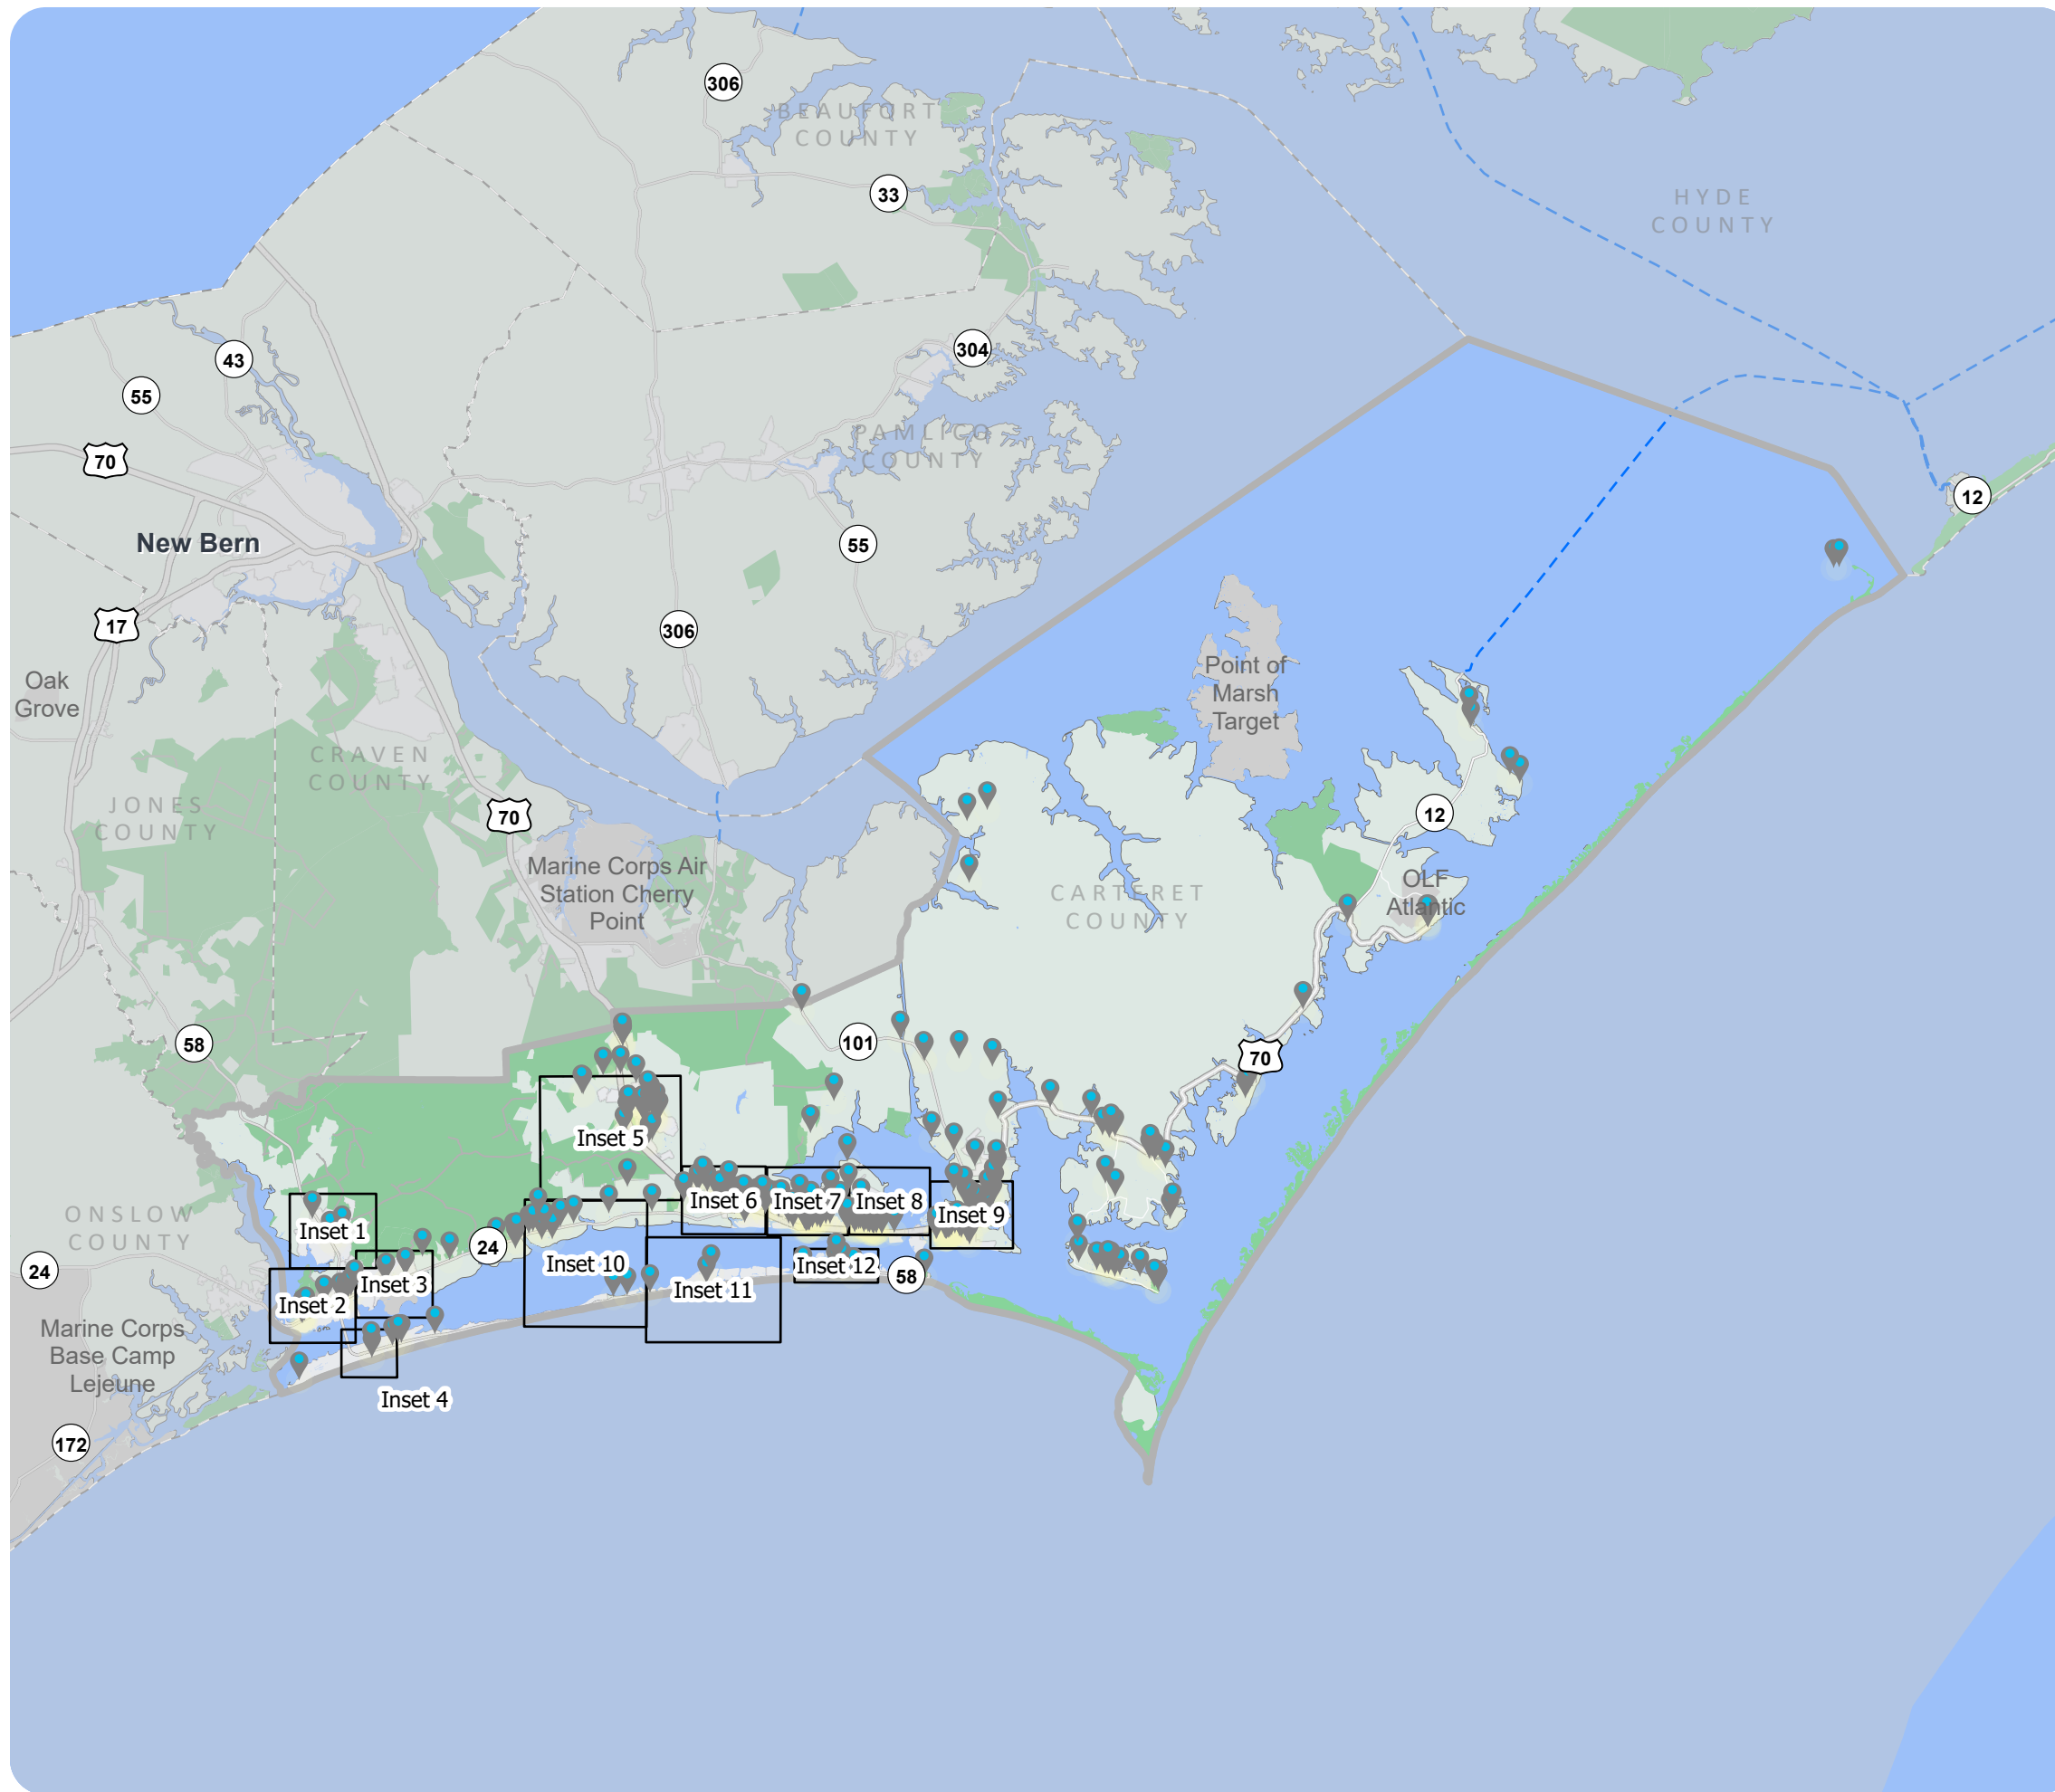 306
BEAUFORT
COUNTY
33
HYDE
COUNTY
43
304
55
PAMLICO
COUNTY
70
12
New Bern
55
17
306
Oak
Grove
Point of
Marsh
Target
CRAVEN
COUNTY
JONES
COUNTY
70
12
Marine Corps Air
Station Cherry
Point
CARTERET
COUNTY
OLF
Atlantic
58
101
70
Inset 5
Inset 6
Inset 7
Inset 8
Inset 9
ONSLOW
COUNTY
Inset 1
24
24
Inset 10
Inset 12
58
Inset 3
Inset 11
Inset 2
Marine Corps
Base Camp
Lejeune
Inset 4
172